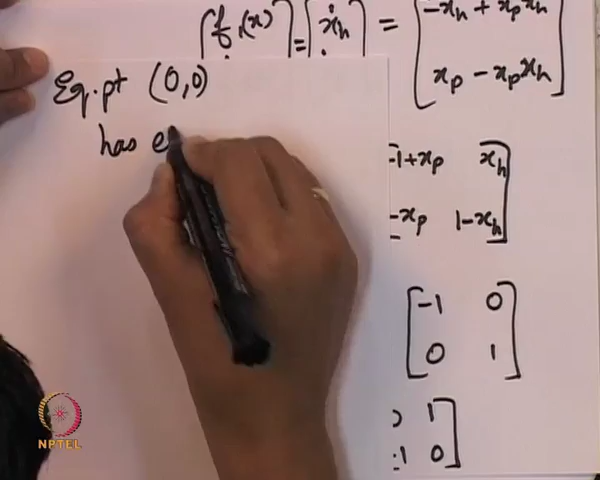 [f₁(x)] = [ẋₕ] = [-xₕ + xₚxₕ
xₚ - xₚxₕ]
Eq.pt (0,0)
has e
-1+xₚ xₕ
-xₚ 1-xₕ
[-1 0
0 1]
1]
-1 0]
NPTEL